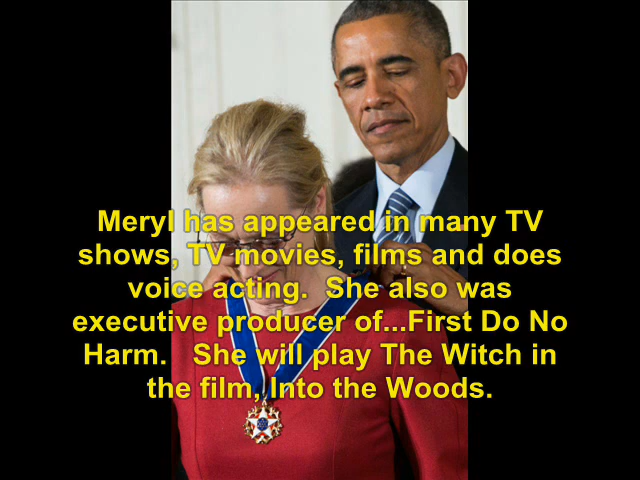 Meryl has appeared in many TV
shows, TV movies, films and does
voice acting.  She also was
executive producer of...First Do No
Harm.   She will play The Witch in
the film, Into the Woods.